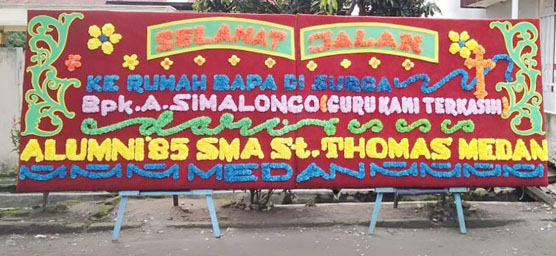 SELAMAT JALAN
KE RUMAH BAPA DI SURGA
Bpk.A.SIMALONGO (GURU KAMI TERKASIH)
dari
ALUMNI'85 SMA St. THOMAS MEDAN
MEDAN